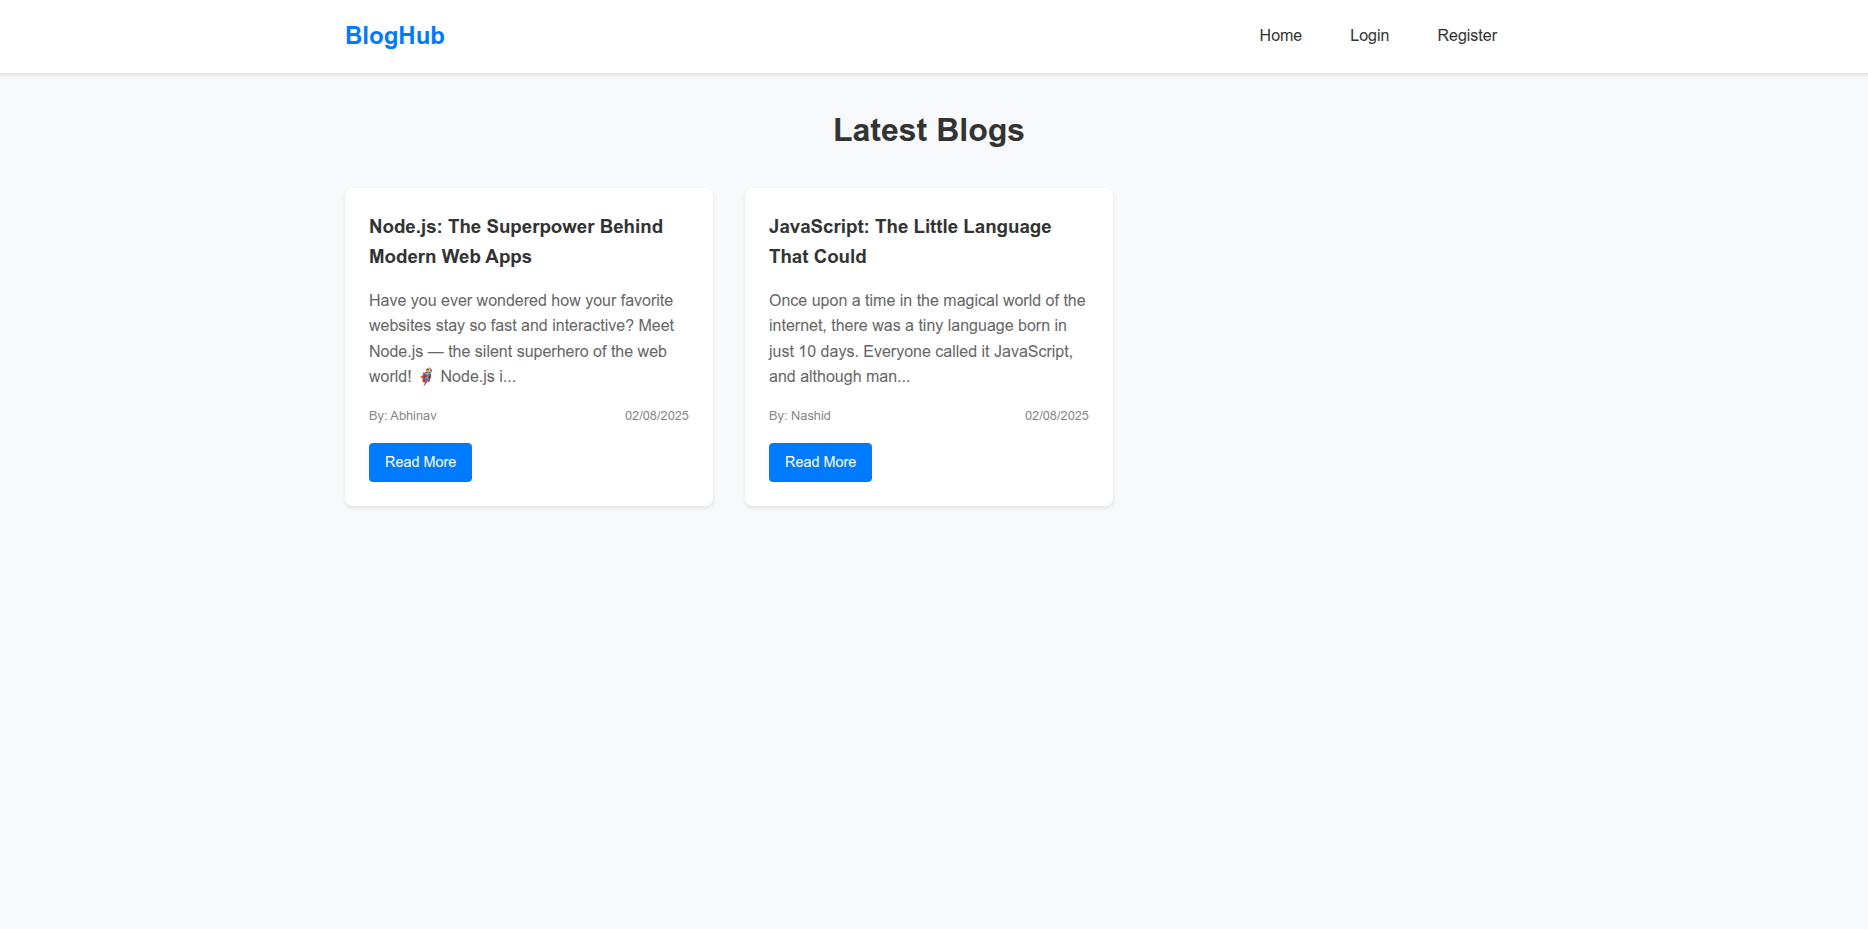 BlogHub
Home Login Register
Latest Blogs
Node.js: The Superpower Behind
Modern Web Apps
Have you ever wondered how your favorite
websites stay so fast and interactive? Meet
Node.js — the silent superhero of the web
world! 🦸 Node.js i...
By: Abhinav 02/08/2025
Read More
JavaScript: The Little Language
That Could
Once upon a time in the magical world of the
internet, there was a tiny language born in
just 10 days. Everyone called it JavaScript,
and although man...
By: Nashid 02/08/2025
Read More